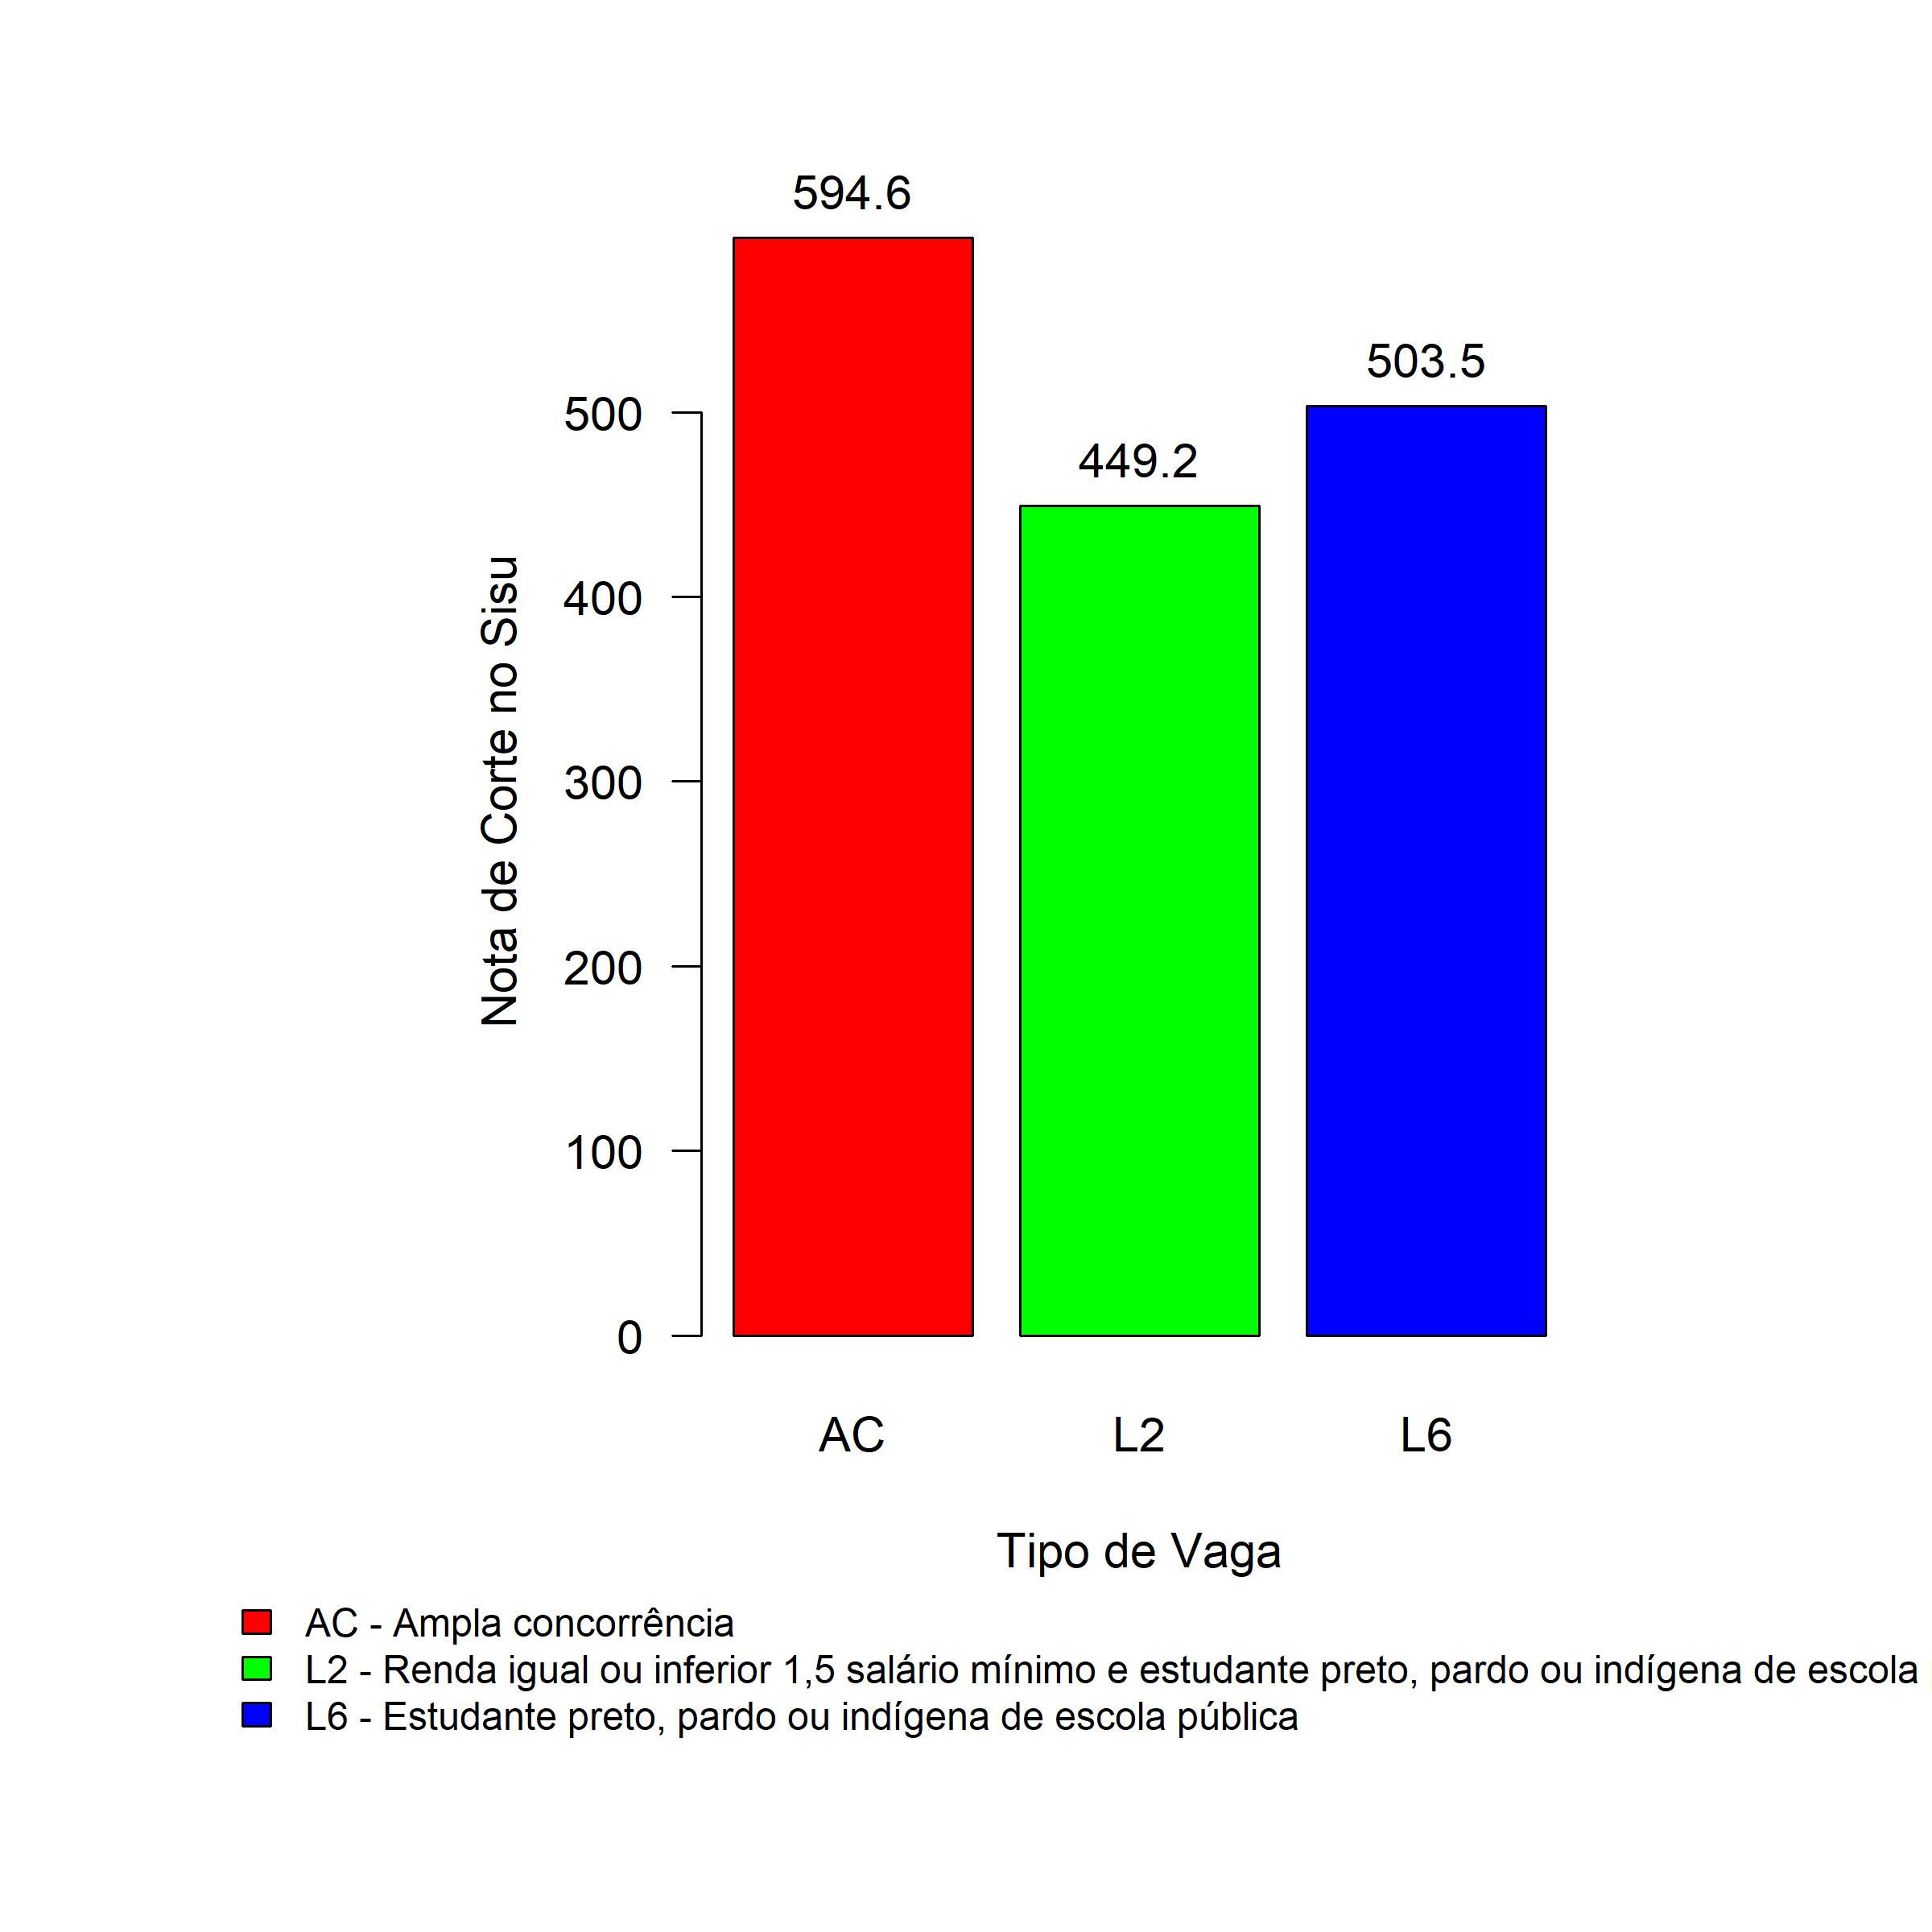 594.6
503.5
449.2
500
400
300
200
100
0
Nota de Corte no Sisu
AC
L2
L6
Tipo de Vaga
AC - Ampla concorrência
L2 - Renda igual ou inferior 1,5 salário mínimo e estudante preto, pardo ou indígena de escola
L6 - Estudante preto, pardo ou indígena de escola pública